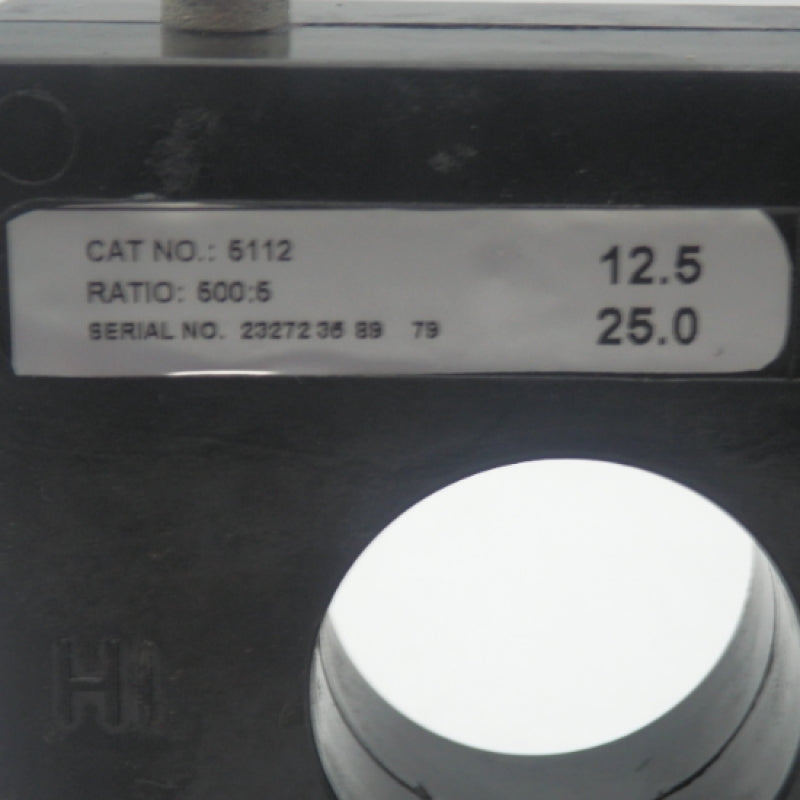 CAT NO.: 5112
RATIO: 500:5
SERIAL NO. 23272 36 89 79
12.5
25.0
H1